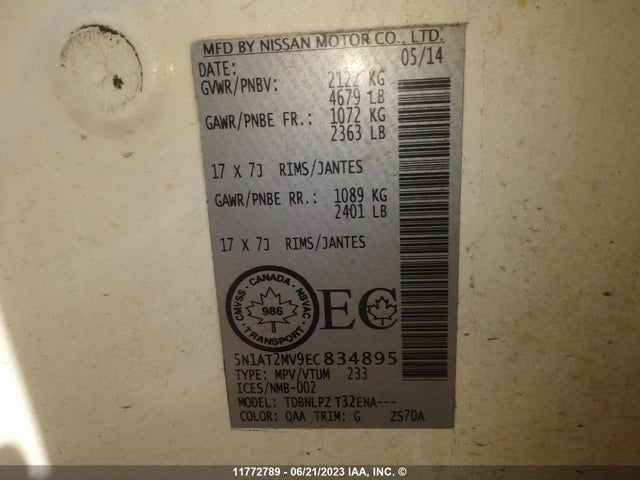 MFD BY NISSAN MOTOR CO., LTD.
DATE: 05/14
GVWR/PNBV: 2122 KG
4679 LB
GAWR/PNBE FR.: 1072 KG
2363 LB
17 X 7J RIMS/JANTES
GAWR/PNBE RR.: 1089 KG
2401 LB
17 X 7J RIMS/JANTES
CMVSS · CANADA · NSVAC
986
TRANSPORT
EC
5N1AT2MV9EC834895
TYPE: MPV/VTUM 233
ICES/NMB-002
MODEL: TDBNLPZ T32ENA---
COLOR: QAA TRIM: G ZS70A
11772789 - 06/21/2023 IAA, INC. ©